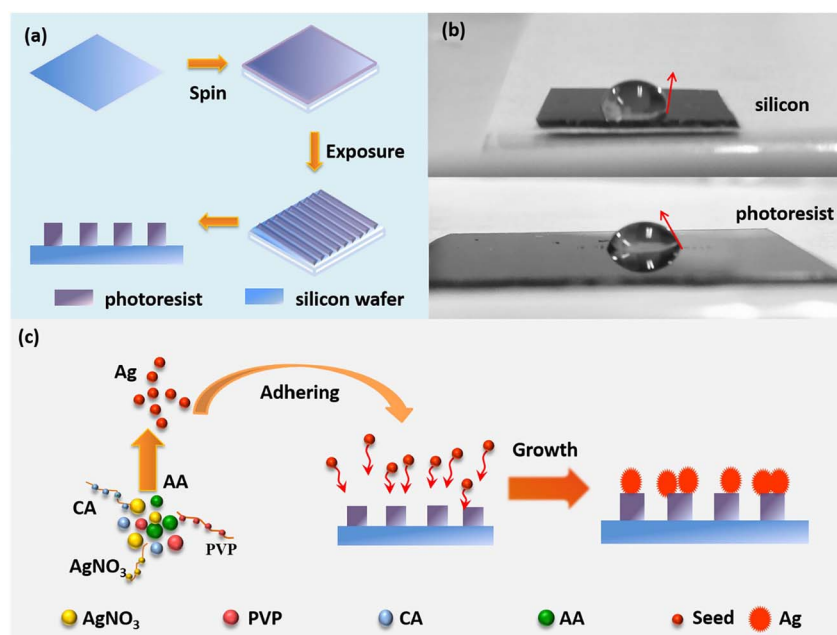 (a)
Spin
Exposure
photoresist
silicon wafer
(b)
silicon
photoresist
(c)
Ag
Adhering
AA
CA
PVP
AgNO₃
Growth
AgNO₃
PVP
CA
AA
Seed
Ag